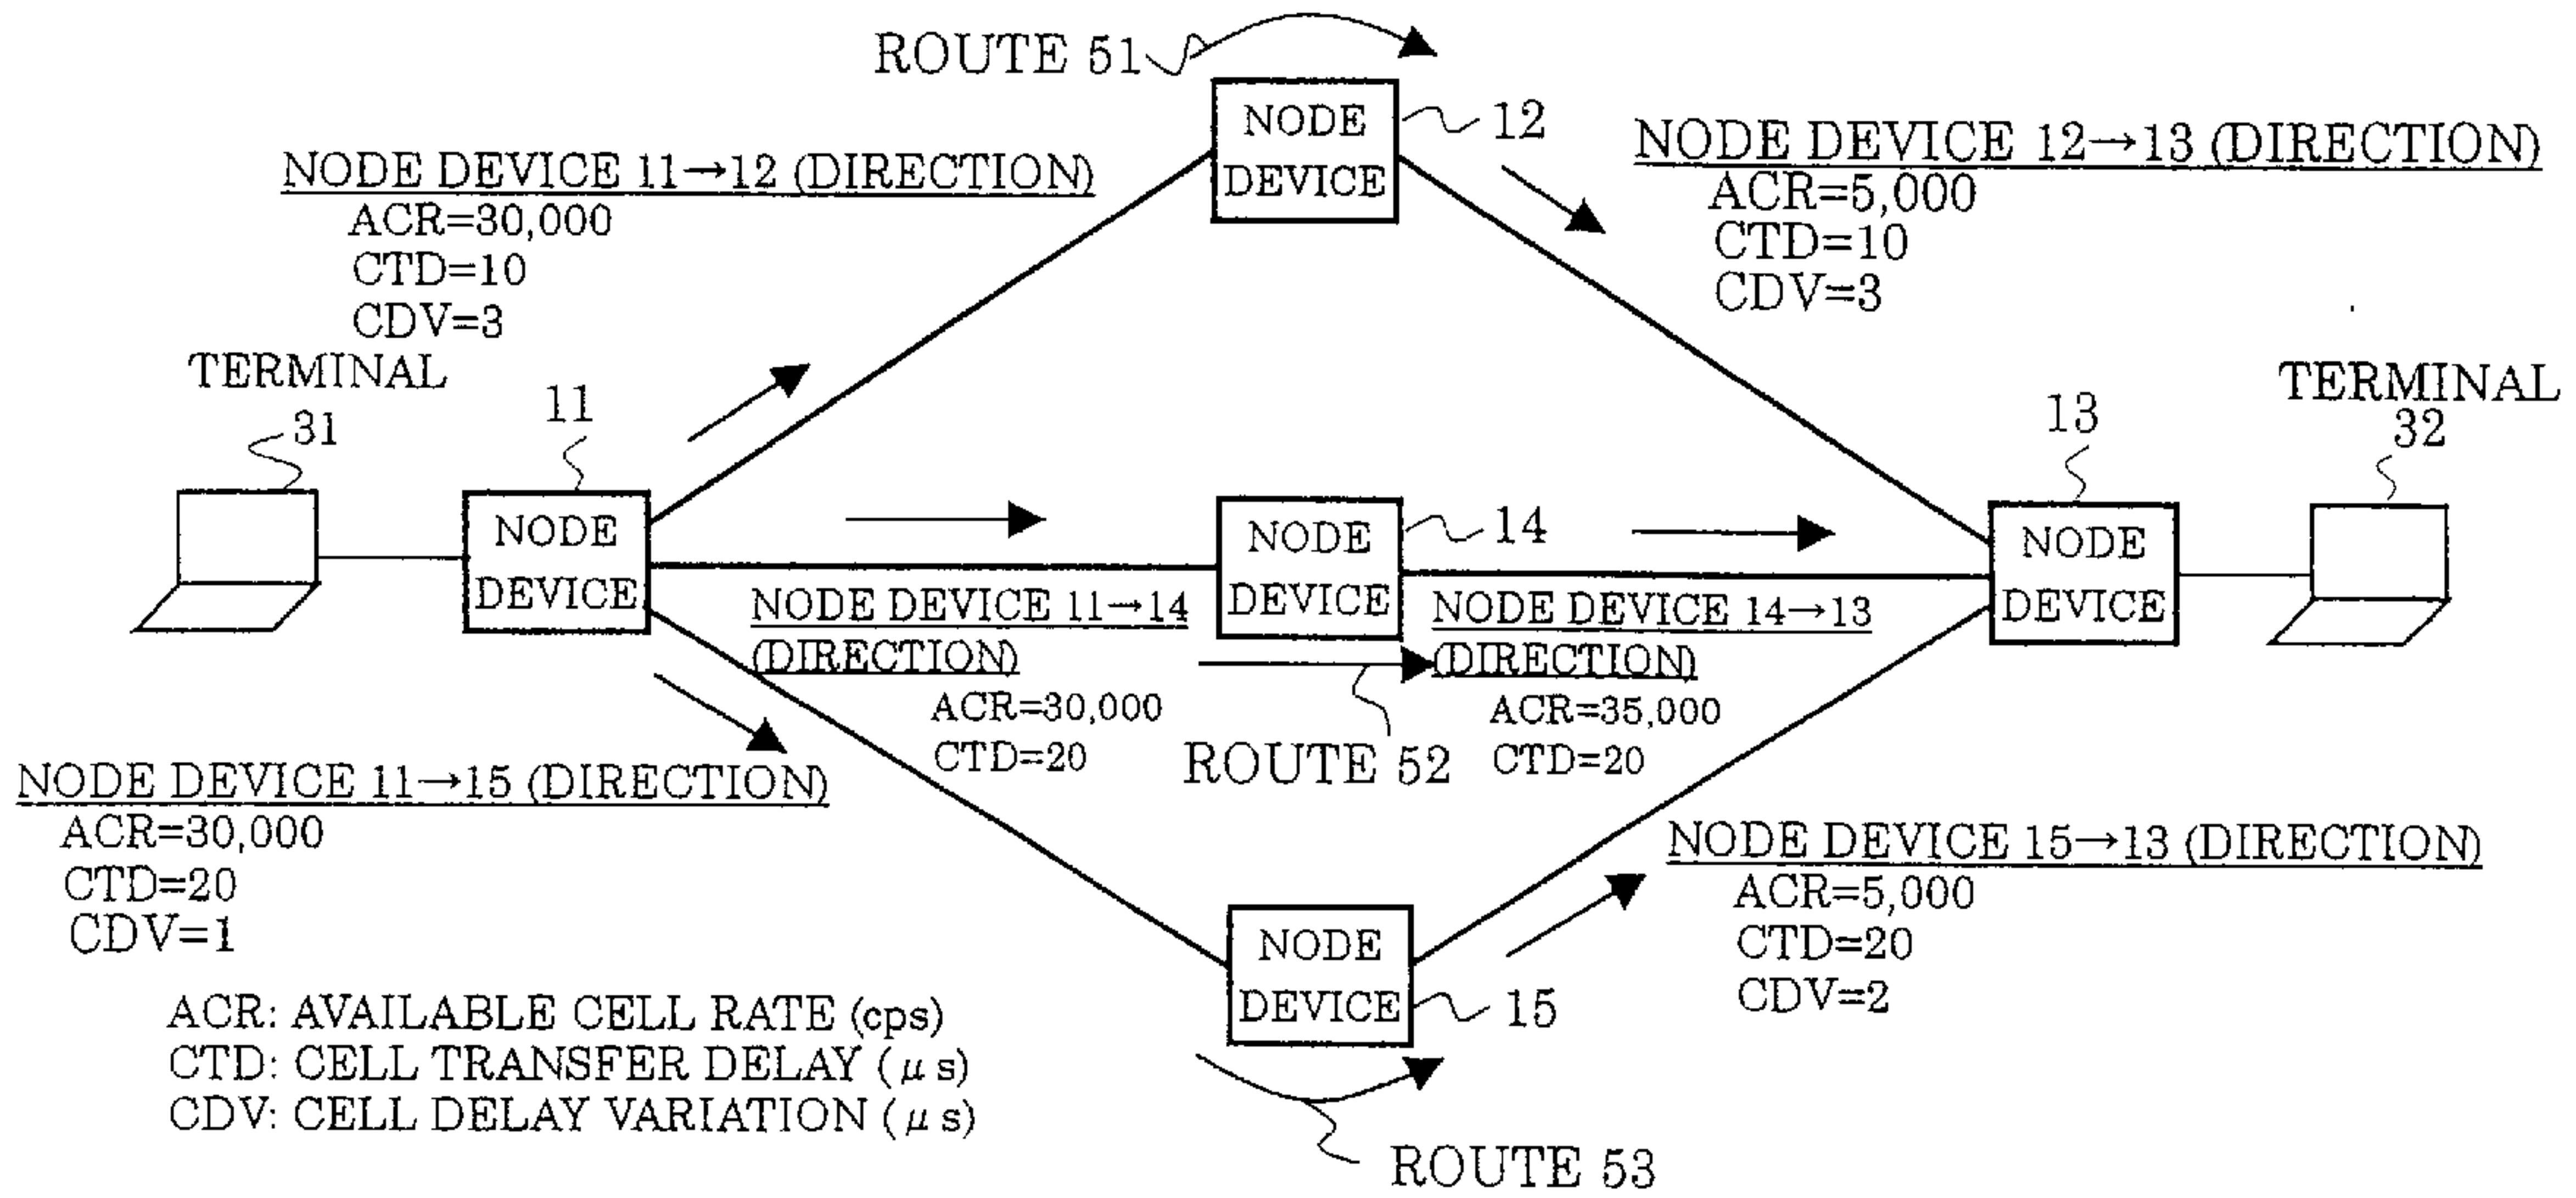 ROUTE 51
NODE
DEVICE
12
NODE DEVICE 11→12 (DIRECTION)
ACR=30,000
CTD=10
CDV=3
NODE DEVICE 12→13 (DIRECTION)
ACR=5,000
CTD=10
CDV=3
TERMINAL
31
11
NODE
DEVICE
14
NODE
DEVICE
13
NODE
DEVICE
TERMINAL
32
NODE DEVICE 11→14
(DIRECTION)
ACR=30,000
CTD=20
ROUTE 52
NODE DEVICE 14→13
(DIRECTION)
ACR=35,000
CTD=20
NODE DEVICE 11→15 (DIRECTION)
ACR=30,000
CTD=20
CDV=1
NODE DEVICE 15→13 (DIRECTION)
ACR=5,000
CTD=20
CDV=2
NODE
DEVICE
15
ROUTE 53
ACR: AVAILABLE CELL RATE (cps)
CTD: CELL TRANSFER DELAY (μs)
CDV: CELL DELAY VARIATION (μs)